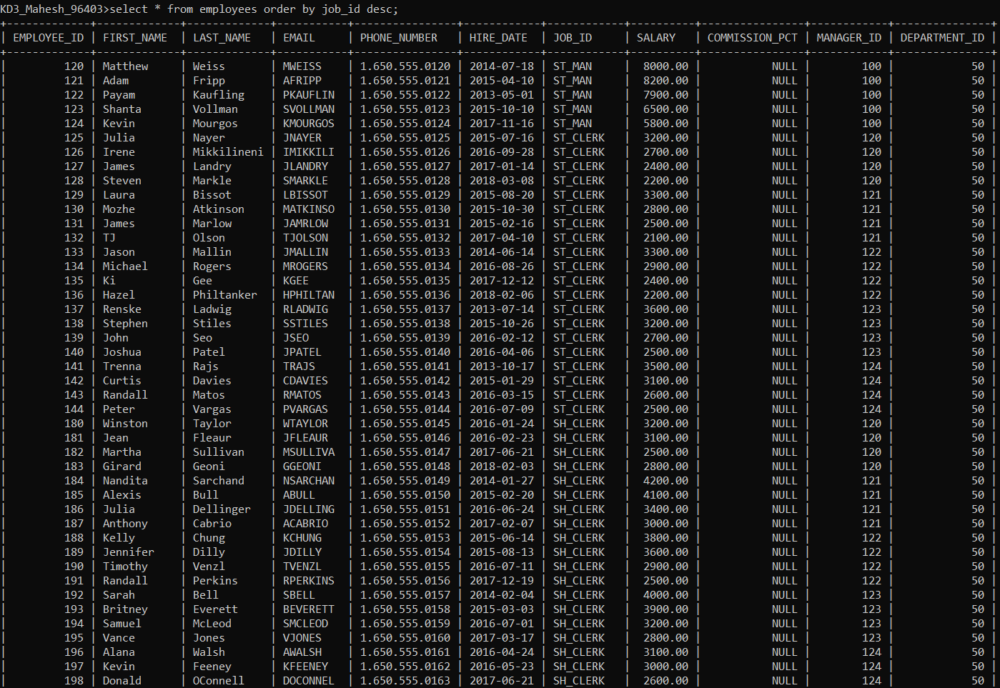 KD3_Mahesh_96403>select * from employees order by job_id desc;
+-------------+------------+-------------+-----------+----------------+------------+------------+----------+----------------+------------+---------------+
| EMPLOYEE_ID | FIRST_NAME | LAST_NAME | EMAIL | PHONE_NUMBER | HIRE_DATE | JOB_ID | SALARY | COMMISSION_PCT | MANAGER_ID | DEPARTMENT_ID |
+-------------+------------+-------------+-----------+----------------+------------+------------+----------+----------------+------------+---------------+
| 120 | Matthew | Weiss | MWEISS | 1.650.555.0120 | 2014-07-18 | ST_MAN | 8000.00 | NULL | 100 | 50 |
| 121 | Adam | Fripp | AFRIPP | 1.650.555.0121 | 2015-04-10 | ST_MAN | 8200.00 | NULL | 100 | 50 |
| 122 | Payam | Kaufling | PKAUFLIN | 1.650.555.0122 | 2013-05-01 | ST_MAN | 7900.00 | NULL | 100 | 50 |
| 123 | Shanta | Vollman | SVOLLMAN | 1.650.555.0123 | 2015-10-10 | ST_MAN | 6500.00 | NULL | 100 | 50 |
| 124 | Kevin | Mourgos | KMOURGOS | 1.650.555.0124 | 2017-11-16 | ST_MAN | 5800.00 | NULL | 100 | 50 |
| 125 | Julia | Nayer | JNAYER | 1.650.555.0125 | 2015-07-16 | ST_CLERK | 3200.00 | NULL | 120 | 50 |
| 126 | Irene | Mikkilineni | IMIKKILI | 1.650.555.0126 | 2016-09-28 | ST_CLERK | 2700.00 | NULL | 120 | 50 |
| 127 | James | Landry | JLANDRY | 1.650.555.0127 | 2017-01-14 | ST_CLERK | 2400.00 | NULL | 120 | 50 |
| 128 | Steven | Markle | SMARKLE | 1.650.555.0128 | 2018-03-08 | ST_CLERK | 2200.00 | NULL | 120 | 50 |
| 129 | Laura | Bissot | LBISSOT | 1.650.555.0129 | 2015-08-20 | ST_CLERK | 3300.00 | NULL | 121 | 50 |
| 130 | Mozhe | Atkinson | MATKINSO | 1.650.555.0130 | 2015-10-30 | ST_CLERK | 2800.00 | NULL | 121 | 50 |
| 131 | James | Marlow | JAMRLOW | 1.650.555.0131 | 2015-02-16 | ST_CLERK | 2500.00 | NULL | 121 | 50 |
| 132 | TJ | Olson | TJOLSON | 1.650.555.0132 | 2017-04-10 | ST_CLERK | 2100.00 | NULL | 121 | 50 |
| 133 | Jason | Mallin | JMALLIN | 1.650.555.0133 | 2014-06-14 | ST_CLERK | 3300.00 | NULL | 122 | 50 |
| 134 | Michael | Rogers | MROGERS | 1.650.555.0134 | 2016-08-26 | ST_CLERK | 2900.00 | NULL | 122 | 50 |
| 135 | Ki | Gee | KGEE | 1.650.555.0135 | 2017-12-12 | ST_CLERK | 2400.00 | NULL | 122 | 50 |
| 136 | Hazel | Philtanker | HPHILTAN | 1.650.555.0136 | 2018-02-06 | ST_CLERK | 2200.00 | NULL | 122 | 50 |
| 137 | Renske | Ladwig | RLADWIG | 1.650.555.0137 | 2013-07-14 | ST_CLERK | 3600.00 | NULL | 123 | 50 |
| 138 | Stephen | Stiles | SSTILES | 1.650.555.0138 | 2015-10-26 | ST_CLERK | 3200.00 | NULL | 123 | 50 |
| 139 | John | Seo | JSEO | 1.650.555.0139 | 2016-02-12 | ST_CLERK | 2700.00 | NULL | 123 | 50 |
| 140 | Joshua | Patel | JPATEL | 1.650.555.0140 | 2016-04-06 | ST_CLERK | 2500.00 | NULL | 123 | 50 |
| 141 | Trenna | Rajs | TRAJS | 1.650.555.0141 | 2013-10-17 | ST_CLERK | 3500.00 | NULL | 124 | 50 |
| 142 | Curtis | Davies | CDAVIES | 1.650.555.0142 | 2015-01-29 | ST_CLERK | 3100.00 | NULL | 124 | 50 |
| 143 | Randall | Matos | RMATOS | 1.650.555.0143 | 2016-03-15 | ST_CLERK | 2600.00 | NULL | 124 | 50 |
| 144 | Peter | Vargas | PVARGAS | 1.650.555.0144 | 2016-07-09 | ST_CLERK | 2500.00 | NULL | 124 | 50 |
| 180 | Winston | Taylor | WTAYLOR | 1.650.555.0145 | 2016-01-24 | SH_CLERK | 3200.00 | NULL | 120 | 50 |
| 181 | Jean | Fleaur | JFLEAUR | 1.650.555.0146 | 2016-02-23 | SH_CLERK | 3100.00 | NULL | 120 | 50 |
| 182 | Martha | Sullivan | MSULLIVA | 1.650.555.0147 | 2017-06-21 | SH_CLERK | 2500.00 | NULL | 120 | 50 |
| 183 | Girard | Geoni | GGEONI | 1.650.555.0148 | 2018-02-03 | SH_CLERK | 2800.00 | NULL | 120 | 50 |
| 184 | Nandita | Sarchand | NSARCHAN | 1.650.555.0149 | 2014-01-27 | SH_CLERK | 4200.00 | NULL | 121 | 50 |
| 185 | Alexis | Bull | ABULL | 1.650.555.0150 | 2015-02-20 | SH_CLERK | 4100.00 | NULL | 121 | 50 |
| 186 | Julia | Dellinger | JDELLING | 1.650.555.0151 | 2016-06-24 | SH_CLERK | 3400.00 | NULL | 121 | 50 |
| 187 | Anthony | Cabrio | ACABRIO | 1.650.555.0152 | 2017-02-07 | SH_CLERK | 3000.00 | NULL | 121 | 50 |
| 188 | Kelly | Chung | KCHUNG | 1.650.555.0153 | 2015-06-14 | SH_CLERK | 3800.00 | NULL | 122 | 50 |
| 189 | Jennifer | Dilly | JDILLY | 1.650.555.0154 | 2015-08-13 | SH_CLERK | 3600.00 | NULL | 122 | 50 |
| 190 | Timothy | Venzl | TVENZL | 1.650.555.0155 | 2016-07-11 | SH_CLERK | 2900.00 | NULL | 122 | 50 |
| 191 | Randall | Perkins | RPERKINS | 1.650.555.0156 | 2017-12-19 | SH_CLERK | 2500.00 | NULL | 122 | 50 |
| 192 | Sarah | Bell | SBELL | 1.650.555.0157 | 2014-02-04 | SH_CLERK | 4000.00 | NULL | 123 | 50 |
| 193 | Britney | Everett | BEVERETT | 1.650.555.0158 | 2015-03-03 | SH_CLERK | 3900.00 | NULL | 123 | 50 |
| 194 | Samuel | McLeod | SMCLEOD | 1.650.555.0159 | 2016-07-01 | SH_CLERK | 3200.00 | NULL | 123 | 50 |
| 195 | Vance | Jones | VJONES | 1.650.555.0160 | 2017-03-17 | SH_CLERK | 2800.00 | NULL | 123 | 50 |
| 196 | Alana | Walsh | AWALSH | 1.650.555.0161 | 2016-04-24 | SH_CLERK | 3100.00 | NULL | 124 | 50 |
| 197 | Kevin | Feeney | KFEENEY | 1.650.555.0162 | 2016-05-23 | SH_CLERK | 3000.00 | NULL | 124 | 50 |
| 198 | Donald | OConnell | DOCONNEL | 1.650.555.0163 | 2017-06-21 | SH_CLERK | 2600.00 | NULL | 124 | 50 |